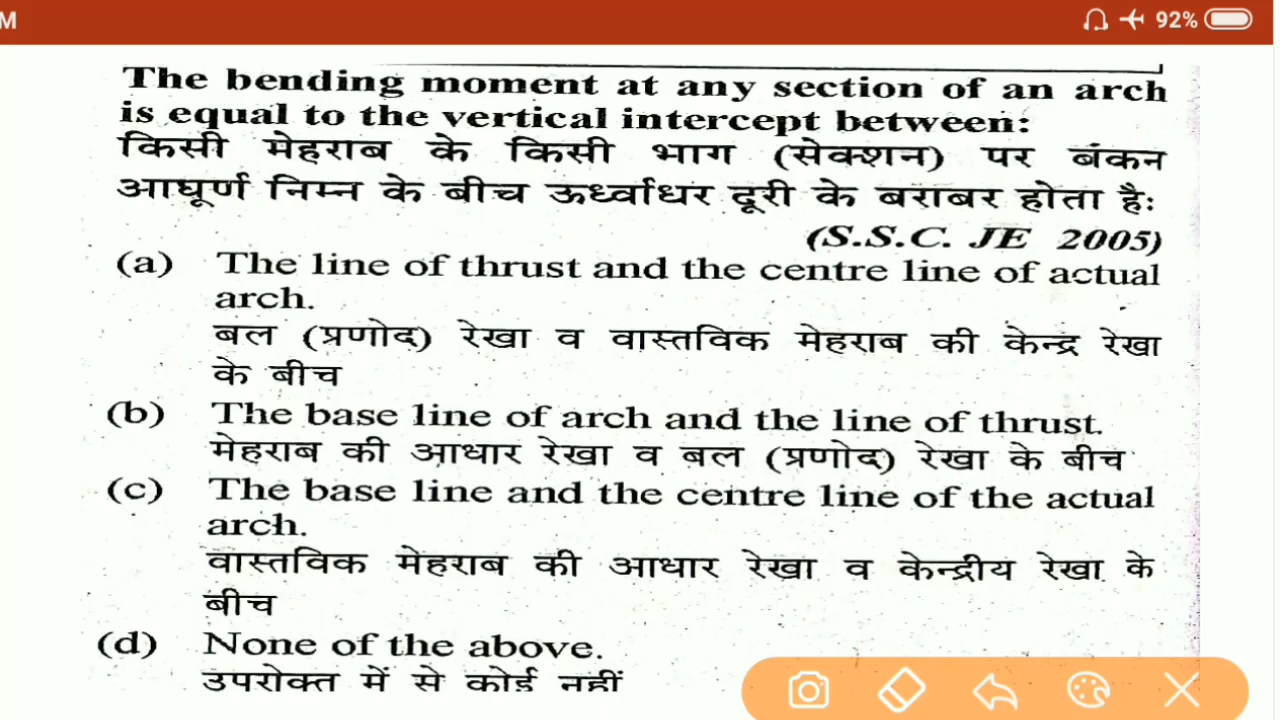 M
92%
The bending moment at any section of an arch
is equal to the vertical intercept between:
किसी मेहराब के किसी भाग (सेक्शन) पर बंकन
आघूर्ण निम्न के बीच ऊर्ध्वाधर दूरी के बराबर होता हैः
(S.S.C. JE 2005)
(a) The line of thrust and the centre line of actual
arch.
बल (प्रणोद) रेखा व वास्तविक मेहराब की केन्द्र रेखा
के बीच
(b) The base line of arch and the line of thrust.
मेहराब की आधार रेखा व बल (प्रणोद) रेखा के बीच
(c) The base line and the centre line of the actual
arch.
वास्तविक मेहराब की आधार रेखा व केन्द्रीय रेखा के
बीच
(d) None of the above.
उपरोक्त में से कोई नहीं